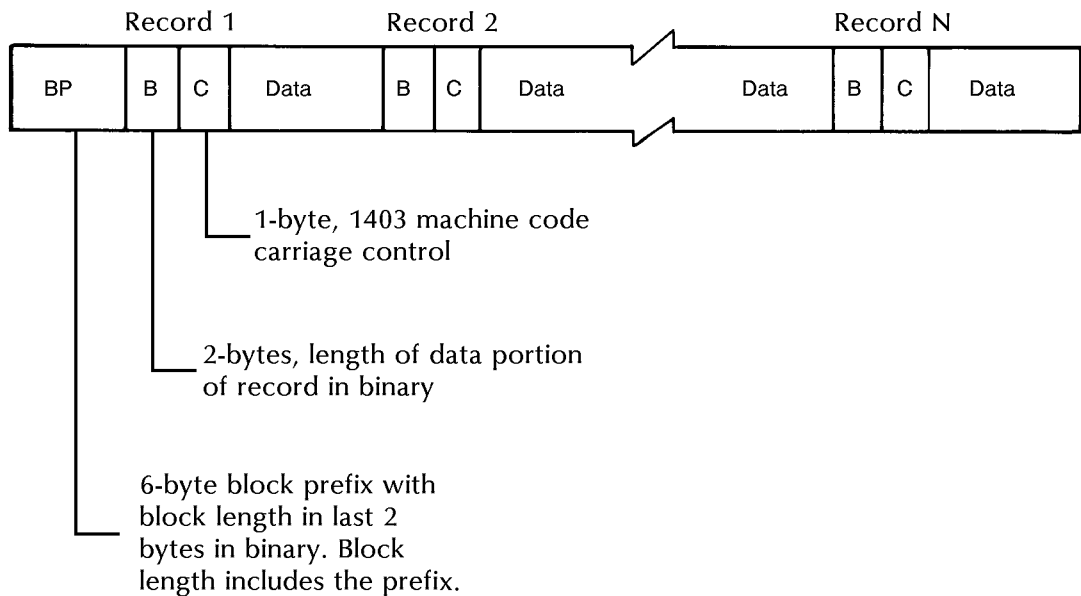 Record 1 Record 2 Record N
BP B C Data B C Data Data B C Data
1-byte, 1403 machine code
carriage control
2-bytes, length of data portion
of record in binary
6-byte block prefix with
block length in last 2
bytes in binary. Block
length includes the prefix.